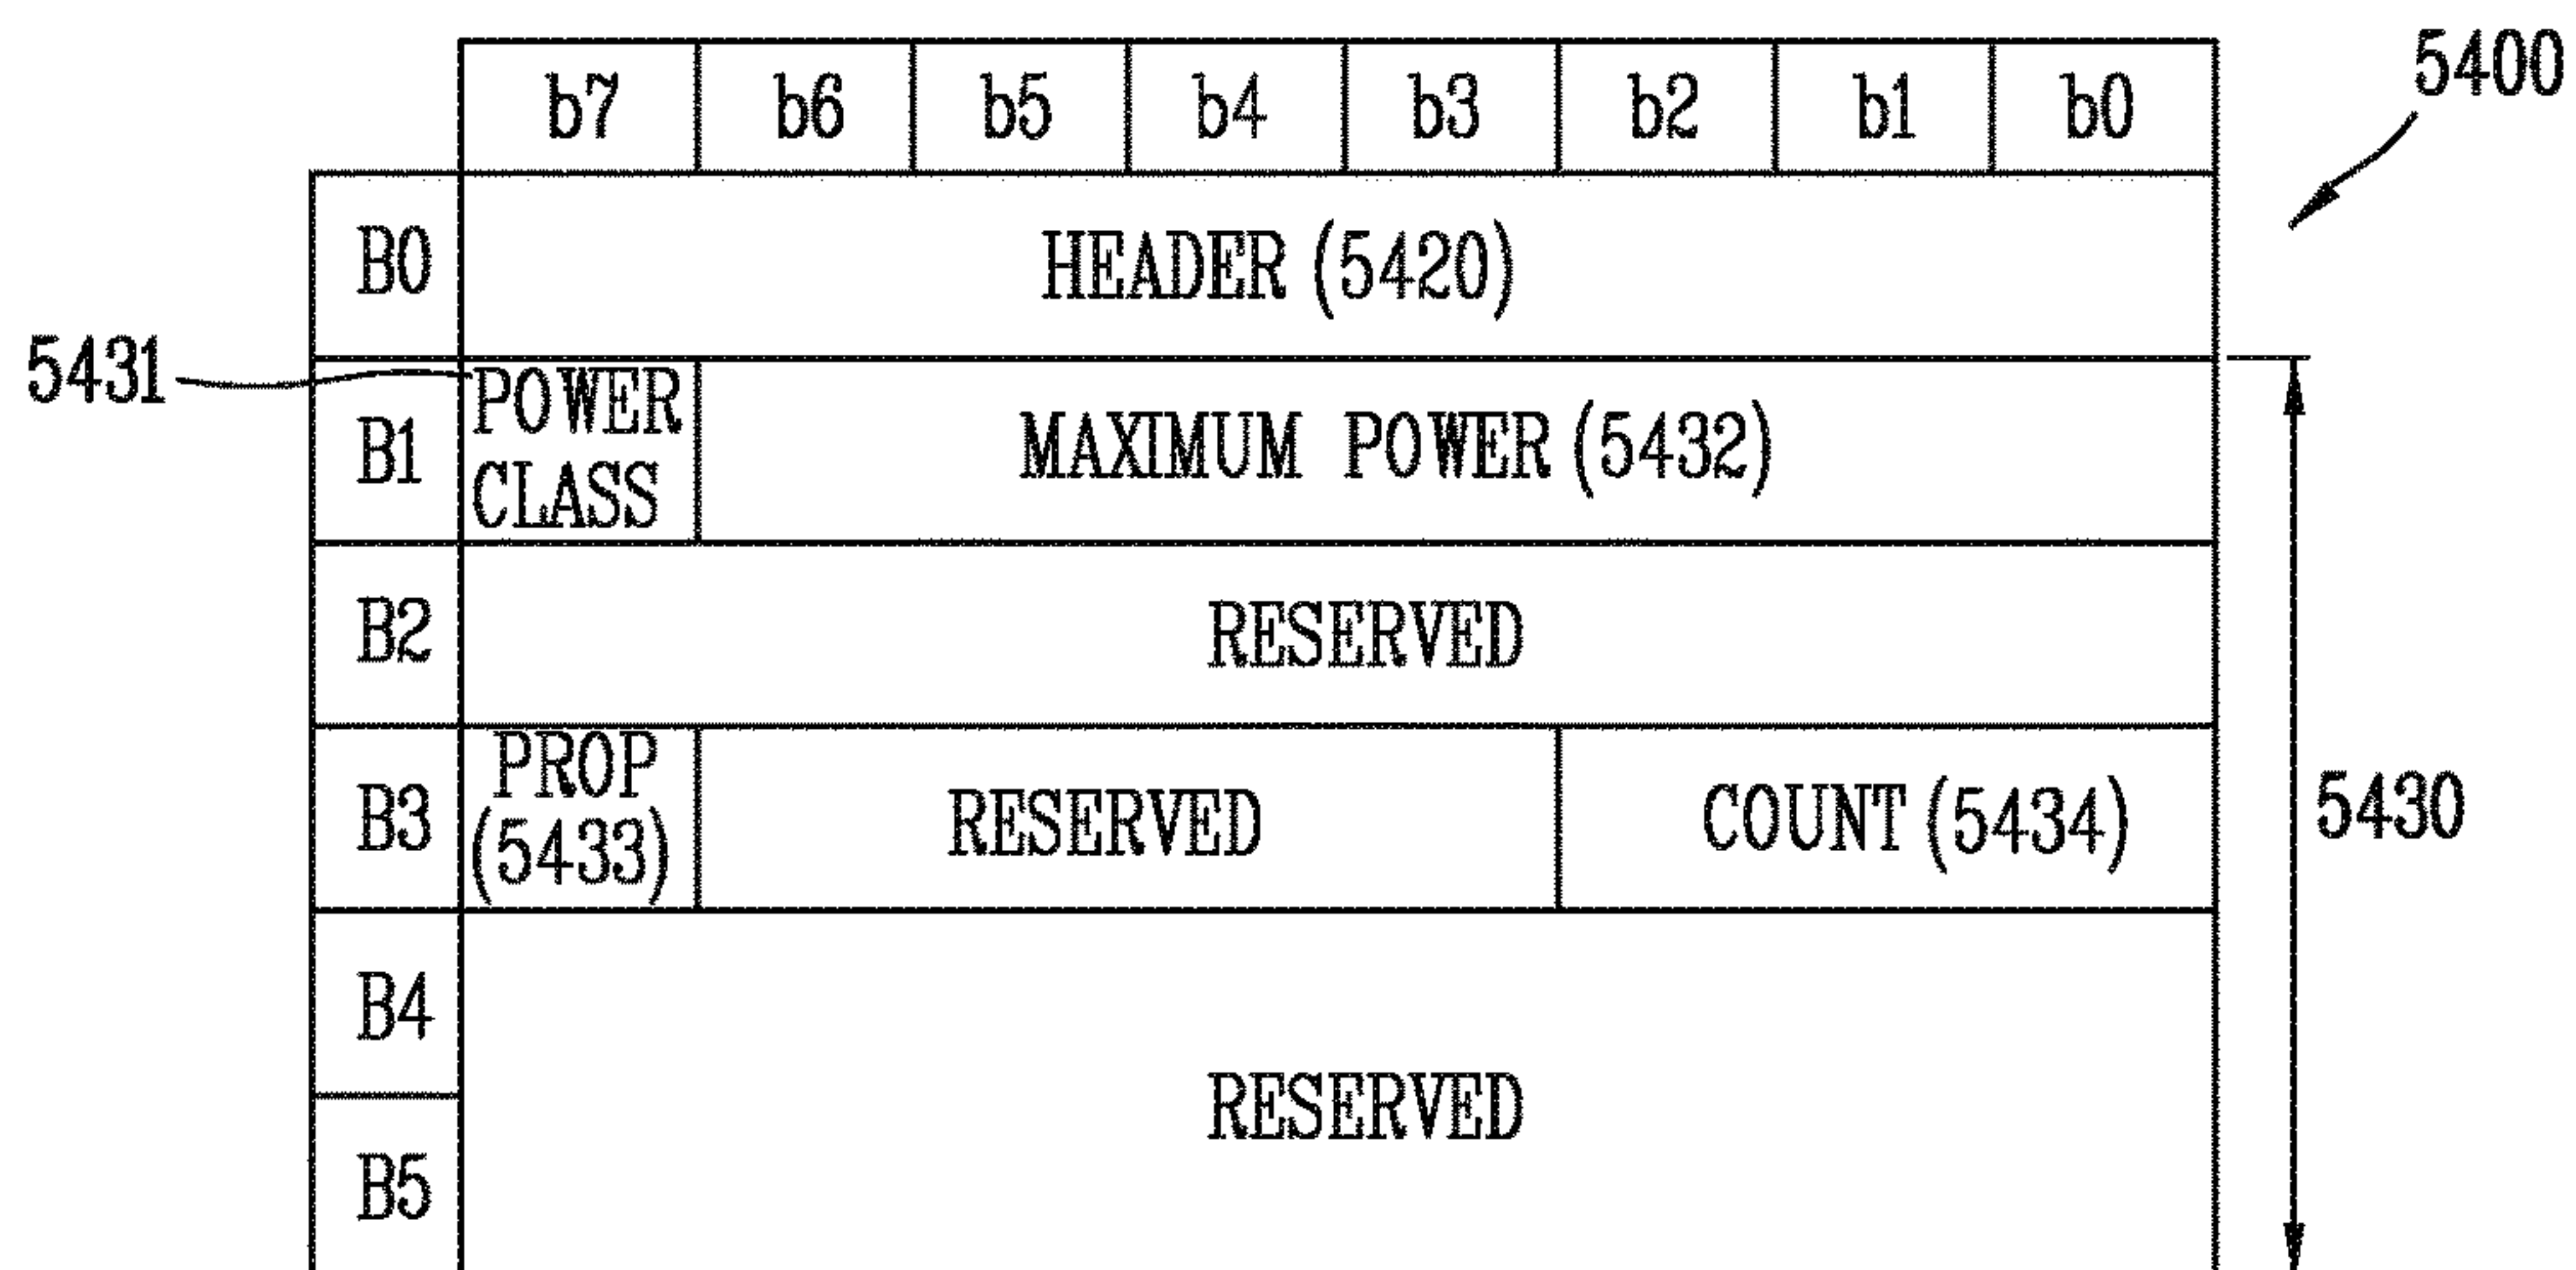 b7 b6 b5 b4 b3 b2 b1 b0
5400
B0 HEADER (5420)
5431
B1 POWER CLASS MAXIMUM POWER (5432)
B2 RESERVED
B3 PROP (5433) RESERVED COUNT (5434)
5430
B4
RESERVED
B5